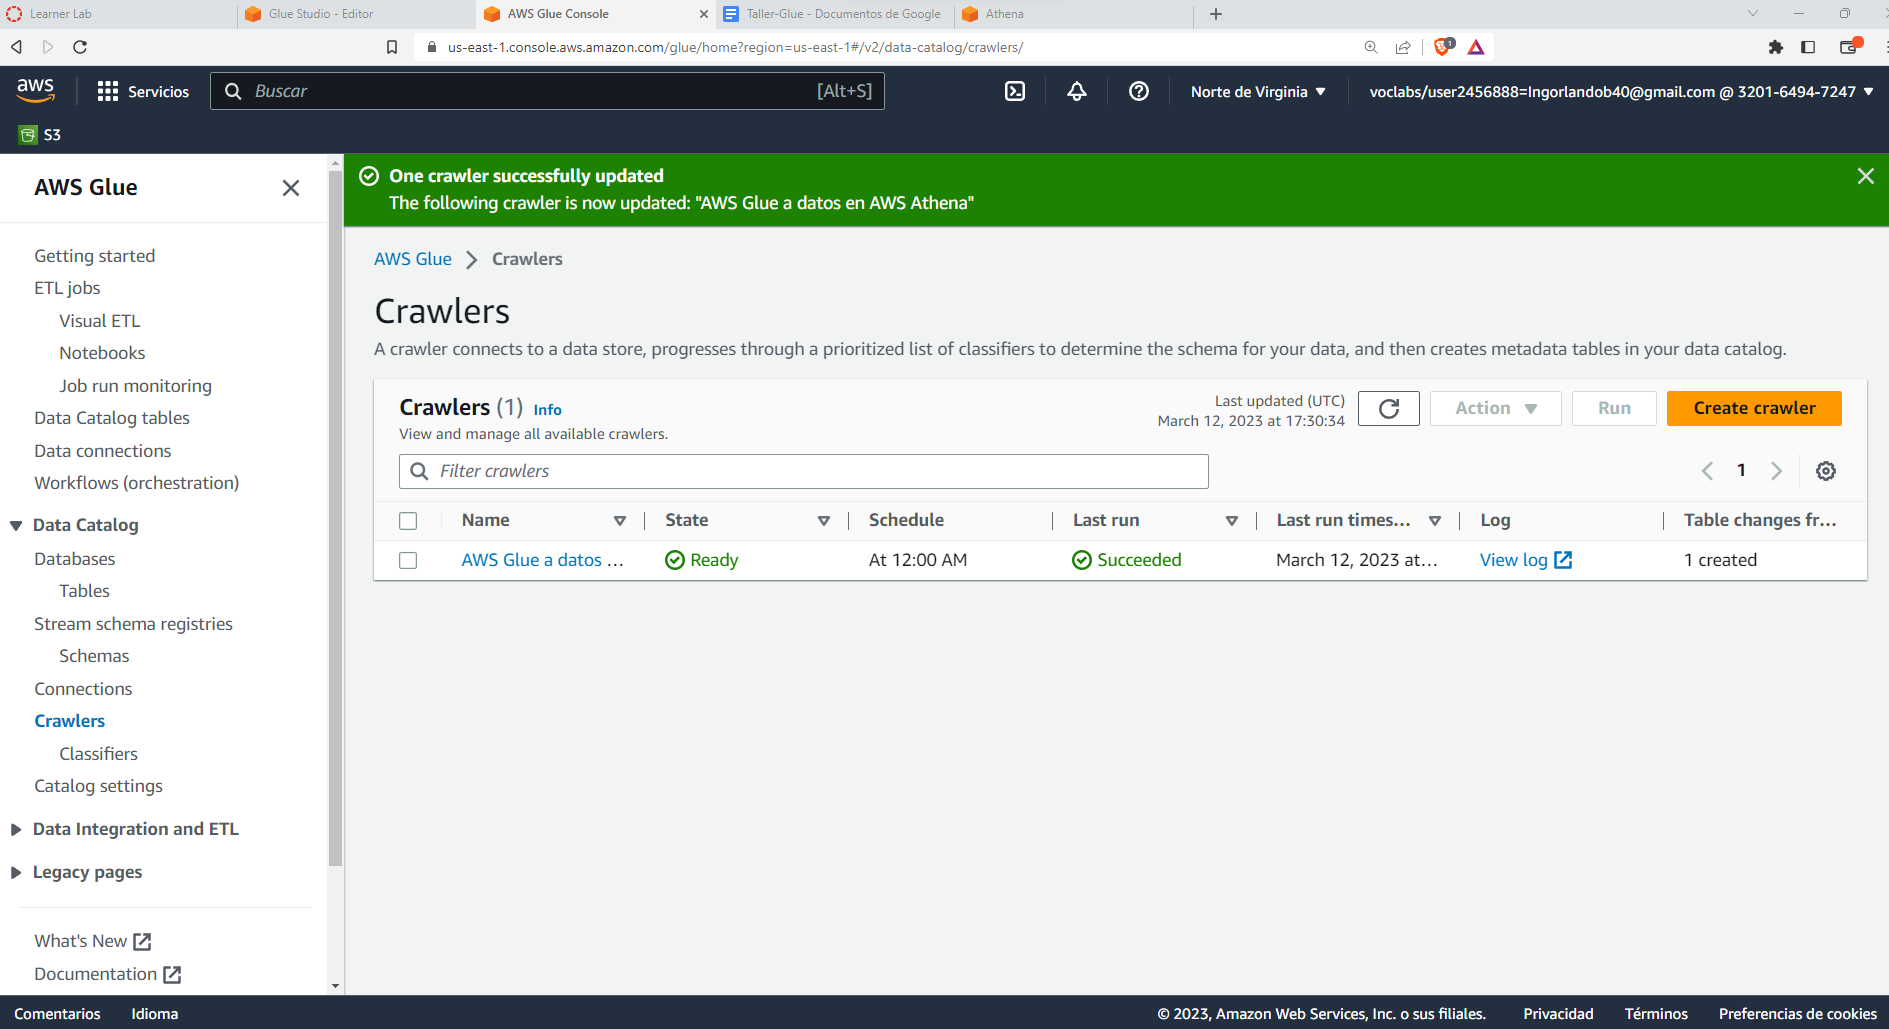 Learner Lab
Glue Studio - Editor
AWS Glue Console
Taller-Glue - Documentos de Google
Athena
us-east-1.console.aws.amazon.com/glue/home?region=us-east-1#/v2/data-catalog/crawlers/
1
aws
Servicios
Buscar
[Alt+S]
Norte de Virginia
voclabs/user2456888=Ingorlandob40@gmail.com @ 3201-6494-7247
S3
AWS Glue
Getting started
ETL jobs
Visual ETL
Notebooks
Job run monitoring
Data Catalog tables
Data connections
Workflows (orchestration)
Data Catalog
Databases
Tables
Stream schema registries
Schemas
Connections
Crawlers
Classifiers
Catalog settings
Data Integration and ETL
Legacy pages
What's New
Documentation
One crawler successfully updated
The following crawler is now updated: "AWS Glue a datos en AWS Athena"
AWS Glue > Crawlers
Crawlers
A crawler connects to a data store, progresses through a prioritized list of classifiers to determine the schema for your data, and then creates metadata tables in your data catalog.
Crawlers (1) Info
View and manage all available crawlers.
Last updated (UTC)
March 12, 2023 at 17:30:34
Action
Run
Create crawler
Filter crawlers
1
Name State Schedule Last run Last run times... Log Table changes fr...
AWS Glue a datos ... Ready At 12:00 AM Succeeded March 12, 2023 at... View log 1 created
Comentarios
Idioma
© 2023, Amazon Web Services, Inc. o sus filiales.
Privacidad
Términos
Preferencias de cookies